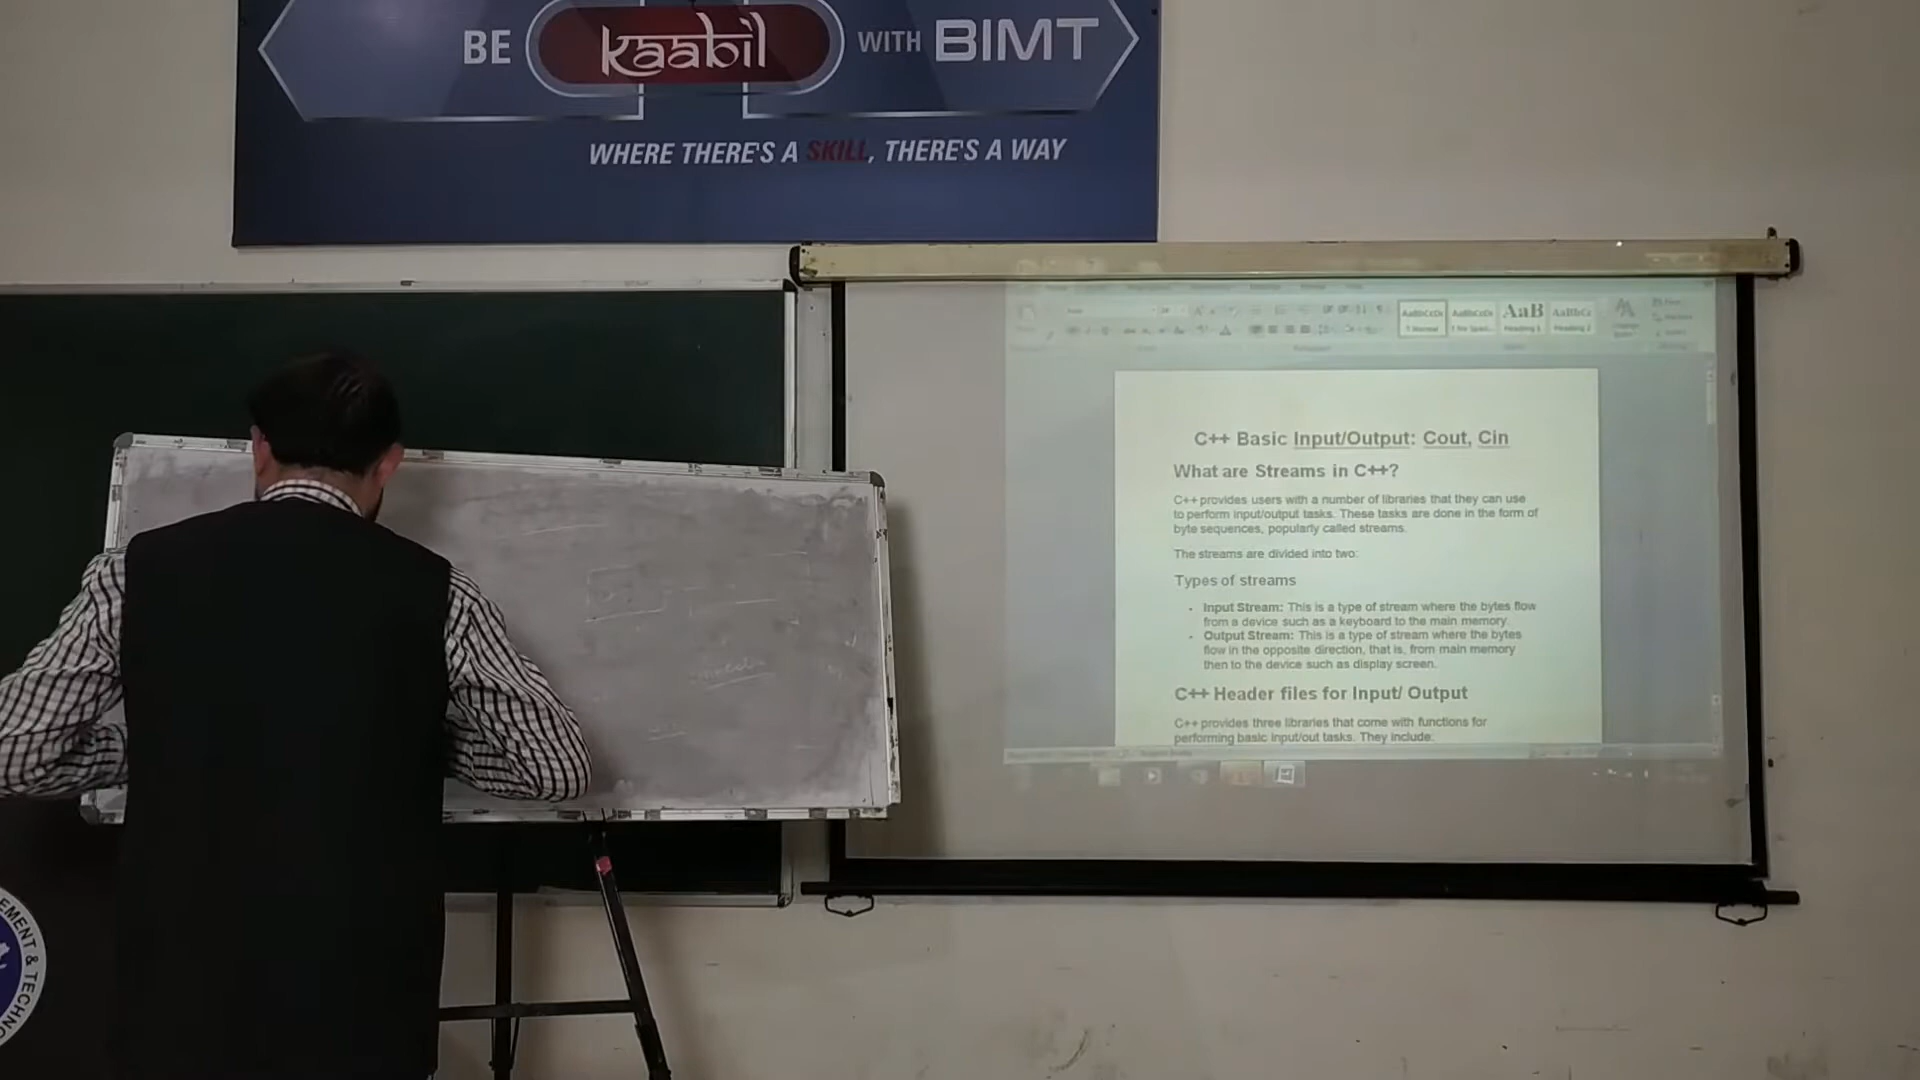 BE kaabil WITH BIMT
WHERE THERE'S A SKILL, THERE'S A WAY
AaBbCcDc AaBbCcDc AaB AaBbCc
C++ Basic Input/Output: Cout, Cin
What are Streams in C++?
C++ provides users with a number of libraries that they can use
to perform input/output tasks. These tasks are done in the form of
byte sequences, popularly called streams.
The streams are divided into two:
Types of streams
Input Stream: This is a type of stream where the bytes flow
from a device such as a keyboard to the main memory.
Output Stream: This is a type of stream where the bytes
flow in the opposite direction, that is, from main memory
then to the device such as display screen.
C++ Header files for Input/ Output
C++ provides three libraries that come with functions for
performing basic input/out tasks. They include:
EMENT & TECHNO